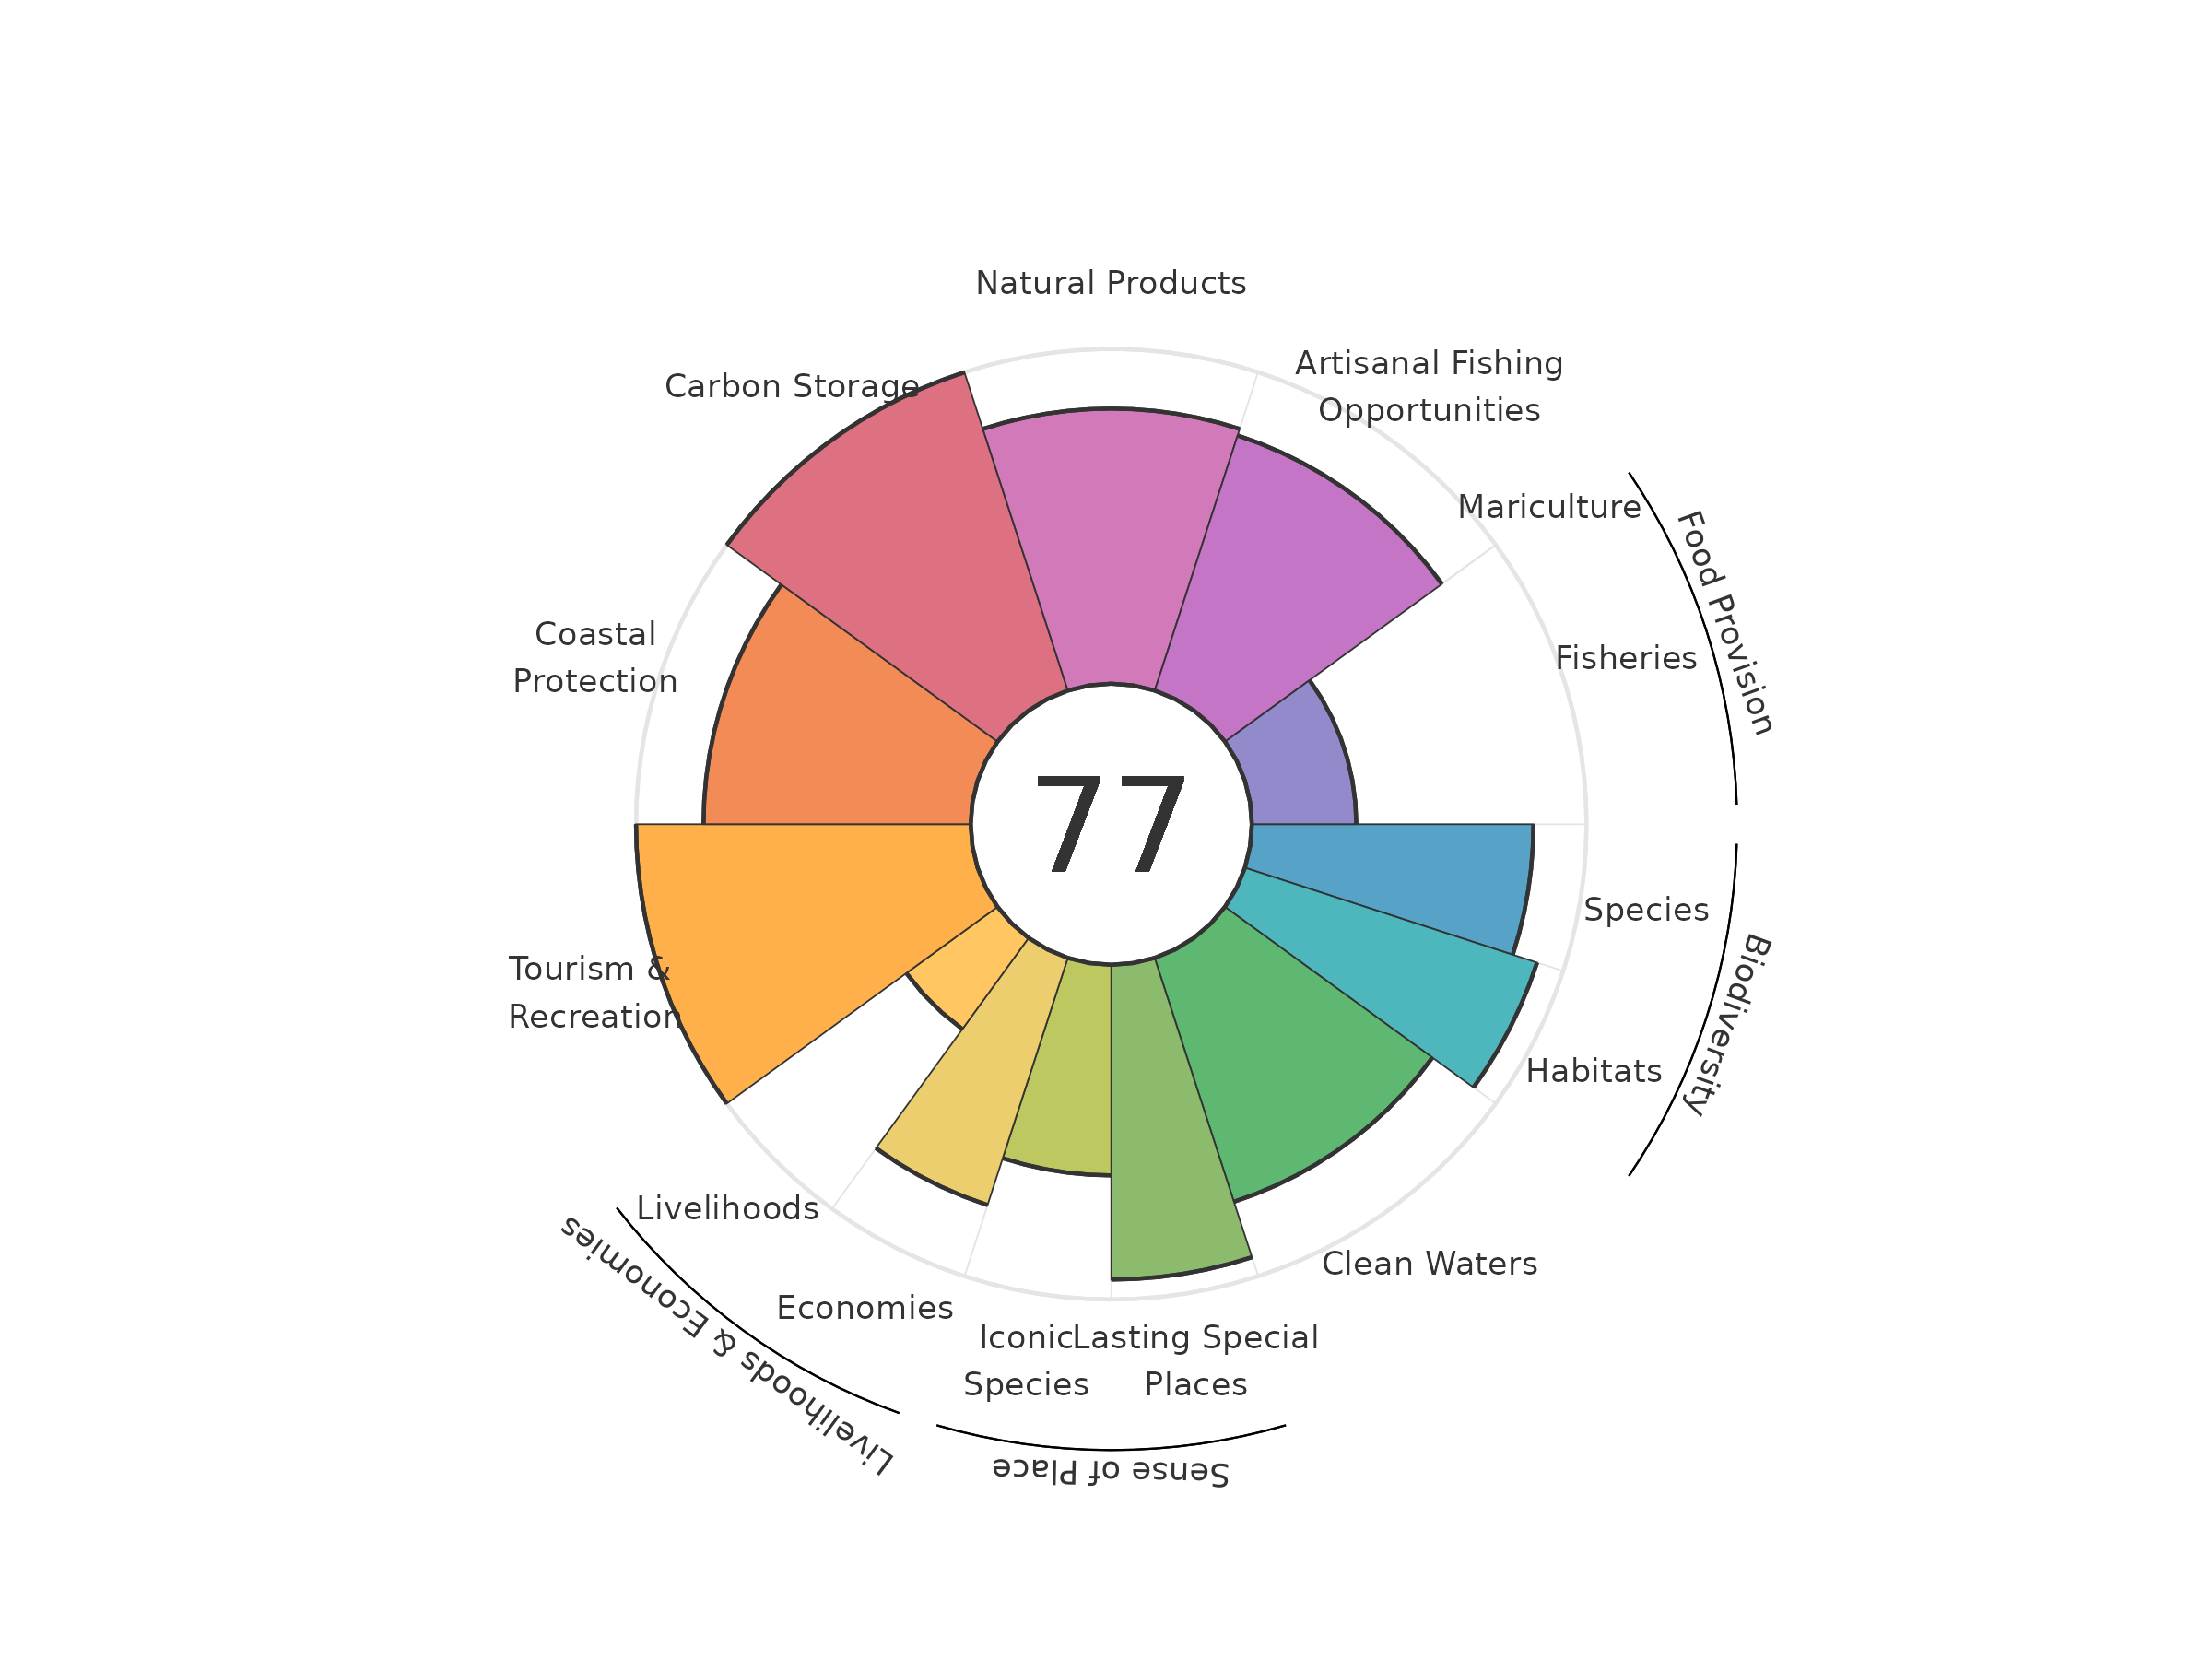 Natural Products
Artisanal Fishing
Opportunities
Carbon Storage
Mariculture
Food Provision
Coastal
Protection
Fisheries
77
Species
Biodiversity
Tourism &
Recreation
Habitats
Livelihoods
Clean Waters
Livelihoods & Economies
Economies
Iconic
Species
Lasting Special
Places
Sense of Place